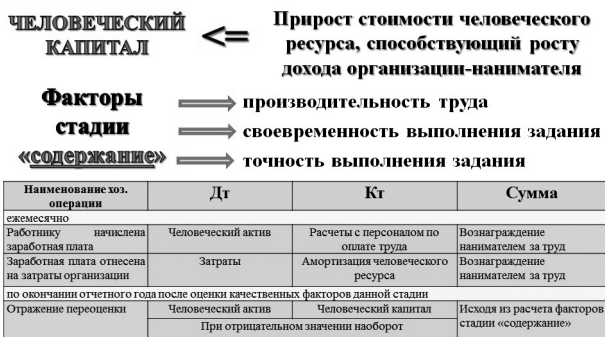 ЧЕЛОВЕЧЕСКИЙ
КАПИТАЛ
<=
Прирост стоимости человеческого
ресурса, способствующий росту
дохода организации-нанимателя
Факторы
стадии
«содержание»
производительность труда
своевременность выполнения задания
точность выполнения задания
Наименование хоз.
операции
Дт
Кт
Сумма
ежемесячно
Работнику начислена
заработная плата
Человеческий актив
Расчеты с персоналом по
оплате труда
Вознаграждение
нанимателем за труд
Заработная плата отнесена
на затраты организации
Затраты
Амортизация человеческого
ресурса
Вознаграждение
нанимателем за труд
по окончании отчетного года после оценки качественных факторов данной стадии
Отражение переоценки
Человеческий актив
Человеческий капитал
Исходя из расчета факторов
стадии «содержание»
При отрицательном значении наоборот